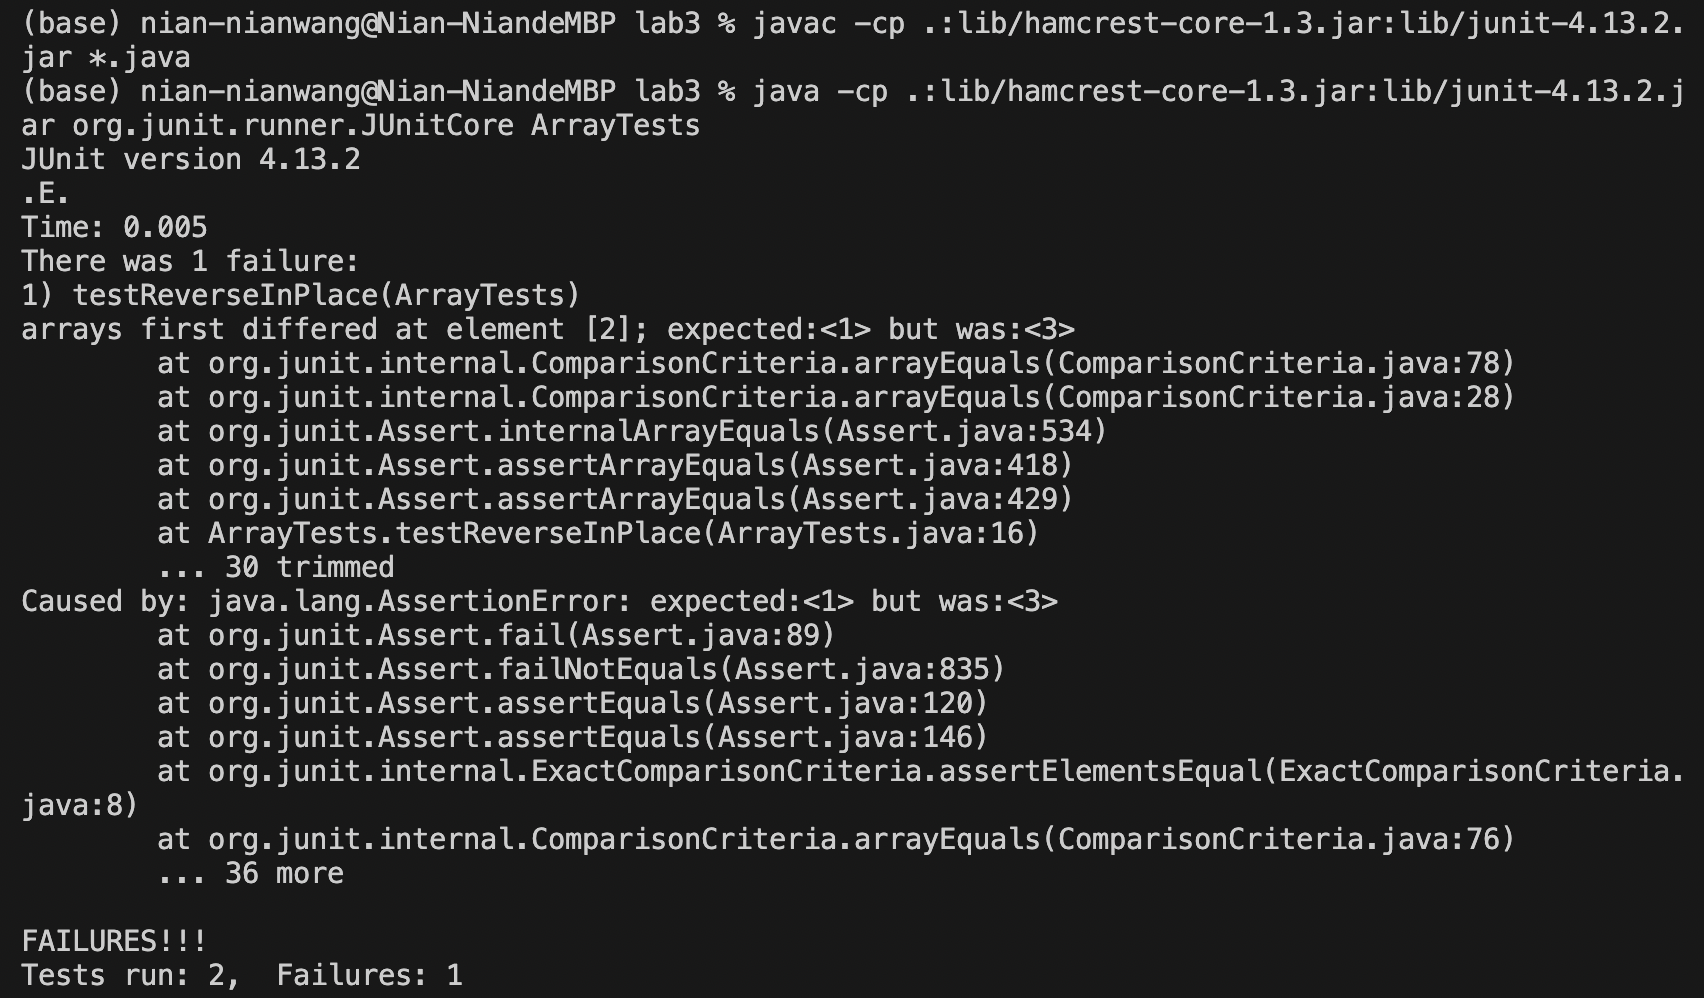 (base) nian-nianwang@Nian-NiandeMBP lab3 % javac -cp .:lib/hamcrest-core-1.3.jar:lib/junit-4.13.2.
jar *.java
(base) nian-nianwang@Nian-NiandeMBP lab3 % java -cp .:lib/hamcrest-core-1.3.jar:lib/junit-4.13.2.j
ar org.junit.runner.JUnitCore ArrayTests
JUnit version 4.13.2
.E.
Time: 0.005
There was 1 failure:
1) testReverseInPlace(ArrayTests)
arrays first differed at element [2]; expected:<1> but was:<3>
        at org.junit.internal.ComparisonCriteria.arrayEquals(ComparisonCriteria.java:78)
        at org.junit.internal.ComparisonCriteria.arrayEquals(ComparisonCriteria.java:28)
        at org.junit.Assert.internalArrayEquals(Assert.java:534)
        at org.junit.Assert.assertArrayEquals(Assert.java:418)
        at org.junit.Assert.assertArrayEquals(Assert.java:429)
        at ArrayTests.testReverseInPlace(ArrayTests.java:16)
        ... 30 trimmed
Caused by: java.lang.AssertionError: expected:<1> but was:<3>
        at org.junit.Assert.fail(Assert.java:89)
        at org.junit.Assert.failNotEquals(Assert.java:835)
        at org.junit.Assert.assertEquals(Assert.java:120)
        at org.junit.Assert.assertEquals(Assert.java:146)
        at org.junit.internal.ExactComparisonCriteria.assertElementsEqual(ExactComparisonCriteria.
java:8)
        at org.junit.internal.ComparisonCriteria.arrayEquals(ComparisonCriteria.java:76)
        ... 36 more

FAILURES!!!
Tests run: 2,  Failures: 1